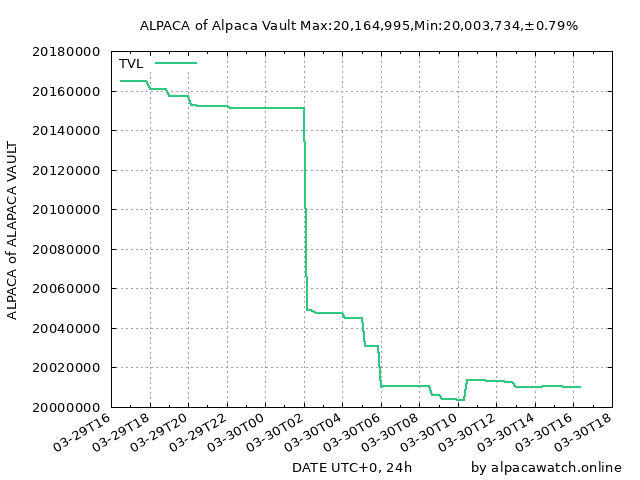 ALPACA of Alpaca Vault Max:20,164,995,Min:20,003,734,±0.79%
TVL
ALPACA of ALAPACA VAULT
20180000
20160000
20140000
20120000
20100000
20080000
20060000
20040000
20020000
20000000
03-29T16
03-29T18
03-29T20
03-29T22
03-30T00
03-30T02
03-30T04
03-30T06
03-30T08
03-30T10
03-30T12
03-30T14
03-30T16
03-30T18
DATE UTC+0, 24h
by alpacawatch.online